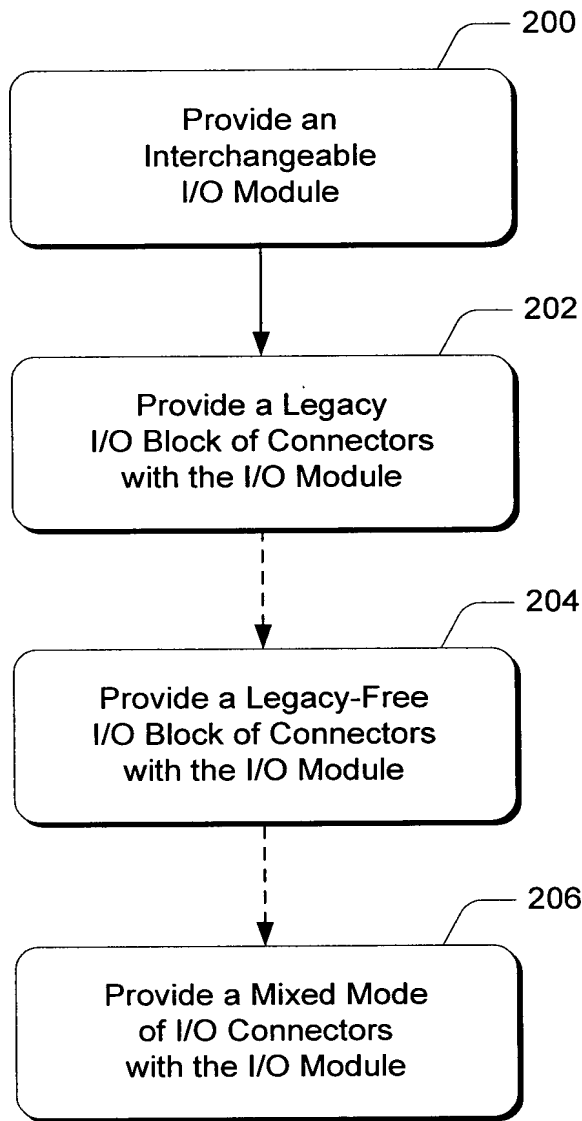 200
Provide an
Interchangeable
I/O Module
202
Provide a Legacy
I/O Block of Connectors
with the I/O Module
204
Provide a Legacy-Free
I/O Block of Connectors
with the I/O Module
206
Provide a Mixed Mode
of I/O Connectors
with the I/O Module